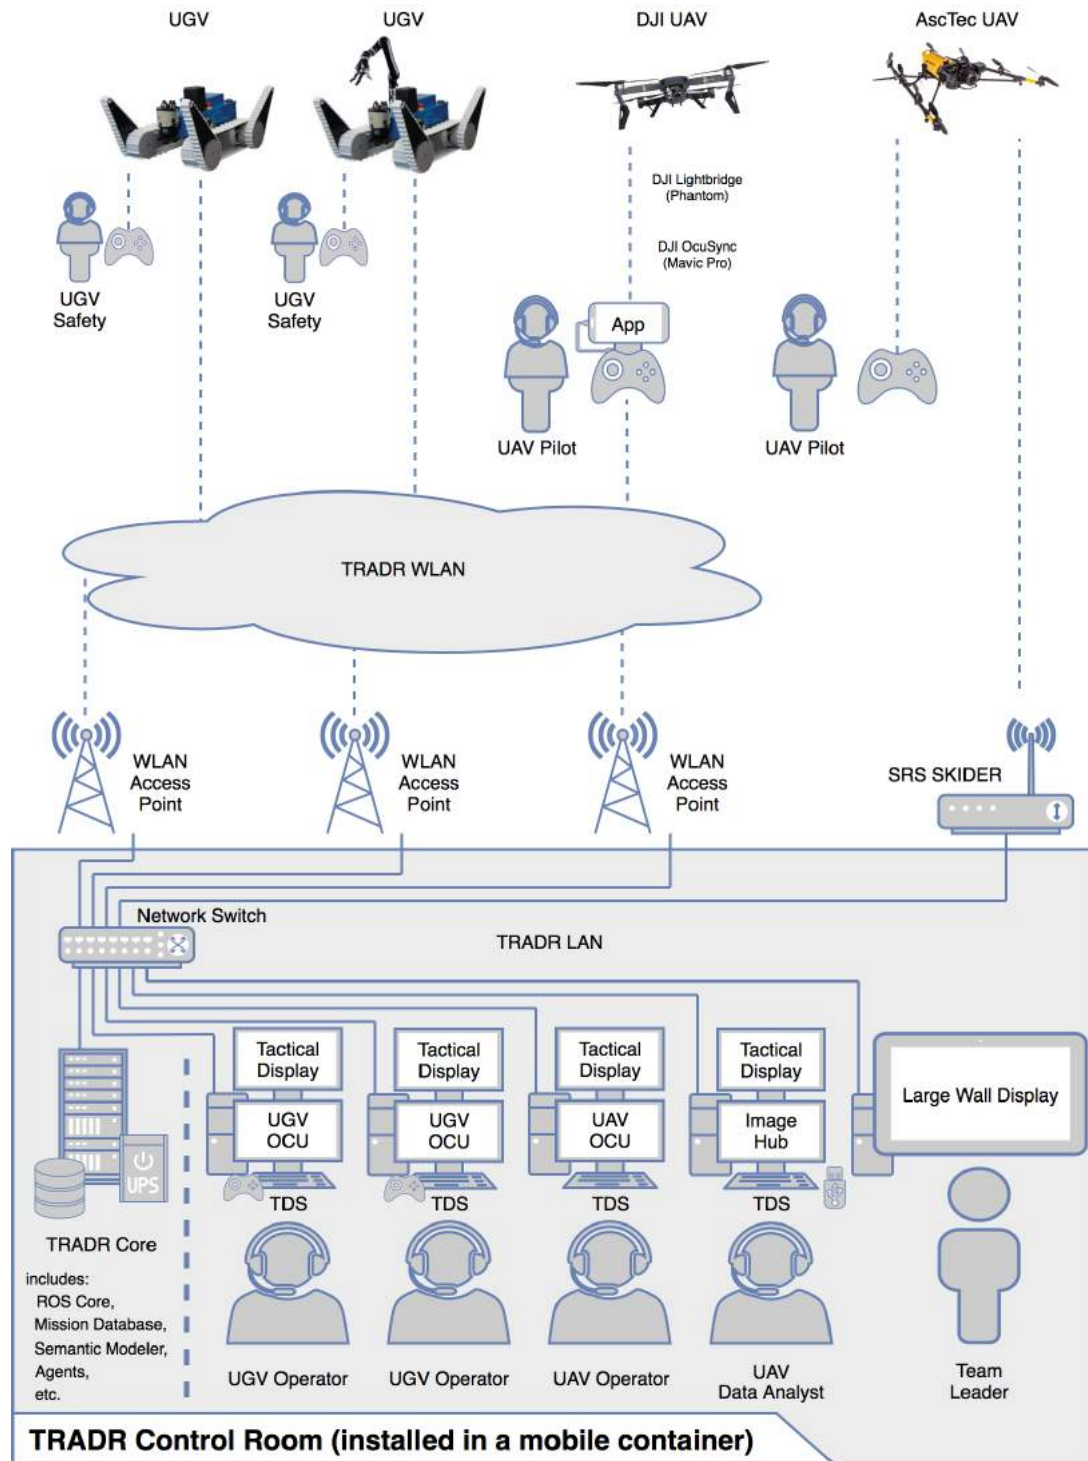 UGV
UGV
DJI UAV
AscTec UAV
DJI Lightbridge
(Phantom)
DJI OcuSync
(Mavic Pro)
UGV
Safety
UGV
Safety
App
UAV Pilot
UAV Pilot
TRADR WLAN
WLAN
Access
Point
WLAN
Access
Point
WLAN
Access
Point
SRS SKIDER
Network Switch
TRADR LAN
Tactical
Display
Tactical
Display
Tactical
Display
Tactical
Display
Large Wall Display
UGV
OCU
UGV
OCU
UAV
OCU
Image
Hub
UPS
TDS
TDS
TDS
TDS
TRADR Core
includes:
ROS Core,
Mission Database,
Semantic Modeler,
Agents,
etc.
UGV Operator
UGV Operator
UAV Operator
UAV
Data Analyst
Team
Leader
TRADR Control Room (installed in a mobile container)